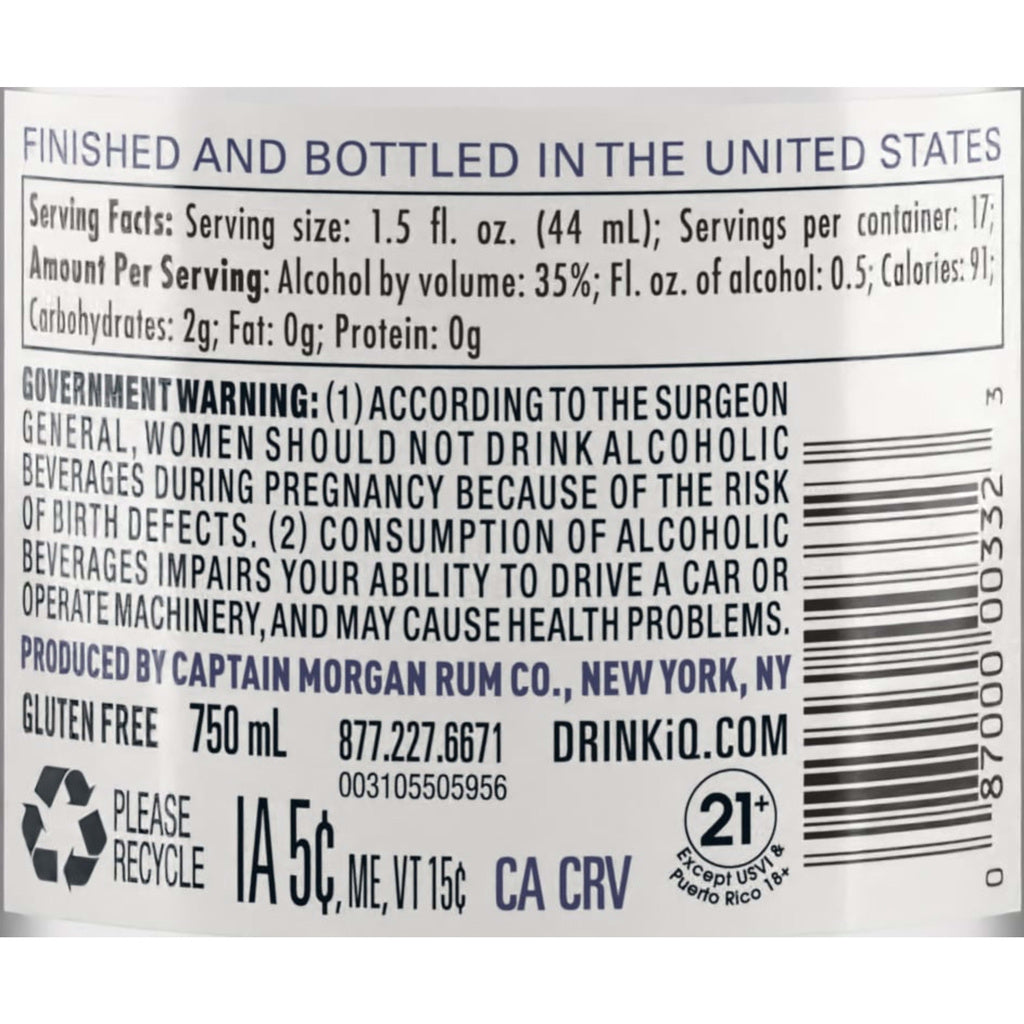 FINISHED AND BOTTLED IN THE UNITED STATES
Serving Facts: Serving size: 1.5 fl. oz. (44 mL); Servings per container: 17;
Amount Per Serving: Alcohol by volume: 35%; Fl. oz. of alcohol: 0.5; Calories: 91;
Carbohydrates: 2g; Fat: 0g; Protein: 0g
GOVERNMENT WARNING: (1) ACCORDING TO THE SURGEON
GENERAL, WOMEN SHOULD NOT DRINK ALCOHOLIC
BEVERAGES DURING PREGNANCY BECAUSE OF THE RISK
OF BIRTH DEFECTS. (2) CONSUMPTION OF ALCOHOLIC
BEVERAGES IMPAIRS YOUR ABILITY TO DRIVE A CAR OR
OPERATE MACHINERY, AND MAY CAUSE HEALTH PROBLEMS.
PRODUCED BY CAPTAIN MORGAN RUM CO., NEW YORK, NY
GLUTEN FREE 750 mL 877.227.6671 DRINKiQ.COM
003105505956
PLEASE
RECYCLE
IA 5¢, ME, VT 15¢ CA CRV
21+
Except USVI &
Puerto Rico 18+
0 87000 00332 3